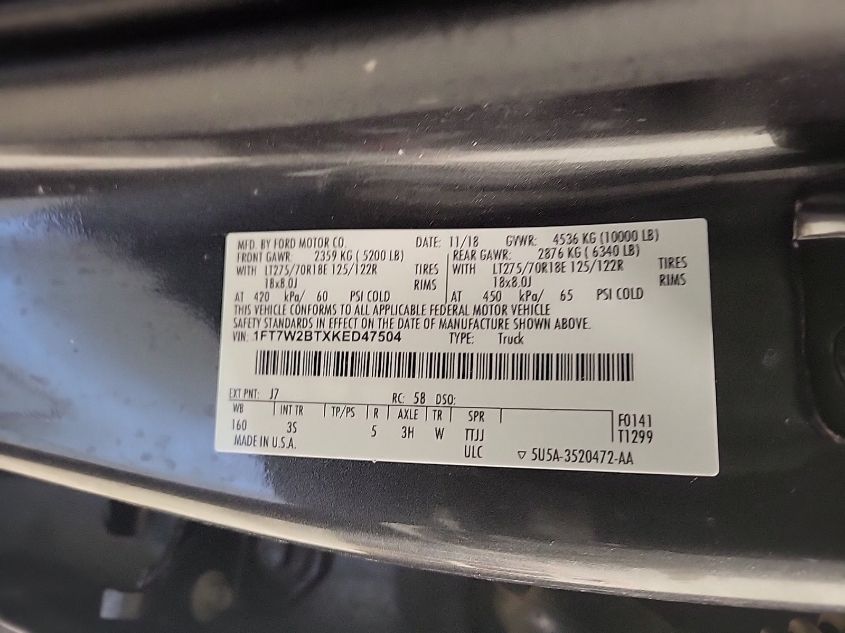 MFD. BY FORD MOTOR CO. DATE: 11/18 GVWR: 4536 KG (10000 LB)
FRONT GAWR: 2359 KG ( 5200 LB) REAR GAWR: 2876 KG ( 6340 LB)
WITH LT275/70R18E 125/122R TIRES WITH LT275/70R18E 125/122R TIRES
18x8.0J RIMS 18x8.0J RIMS
AT 420 kPa/ 60 PSI COLD AT 450 kPa/ 65 PSI COLD
THIS VEHICLE CONFORMS TO ALL APPLICABLE FEDERAL MOTOR VEHICLE
SAFETY STANDARDS IN EFFECT ON THE DATE OF MANUFACTURE SHOWN ABOVE.
VIN: 1FT7W2BTXKED47504 TYPE: Truck
EXT PNT: J7 RC: 58 DSO:
WB INT TR TP/PS R AXLE TR SPR F0141
160 3S 5 3H W TTJJ T1299
MADE IN U.S.A. ULC ▽ 5U5A-3520472-AA